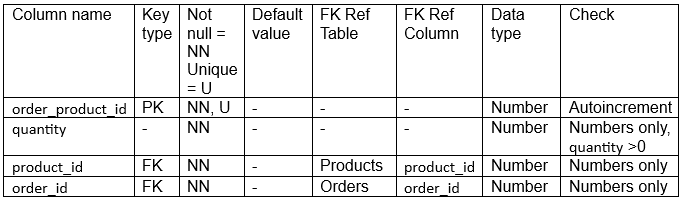 Column name Key type Not null = NN Unique = U Default value FK Ref Table FK Ref Column Data type Check
order_product_id PK NN, U - - - Number Autoincrement
quantity - NN - - - Number Numbers only, quantity >0
product_id FK NN - Products product_id Number Numbers only
order_id FK NN - Orders order_id Number Numbers only